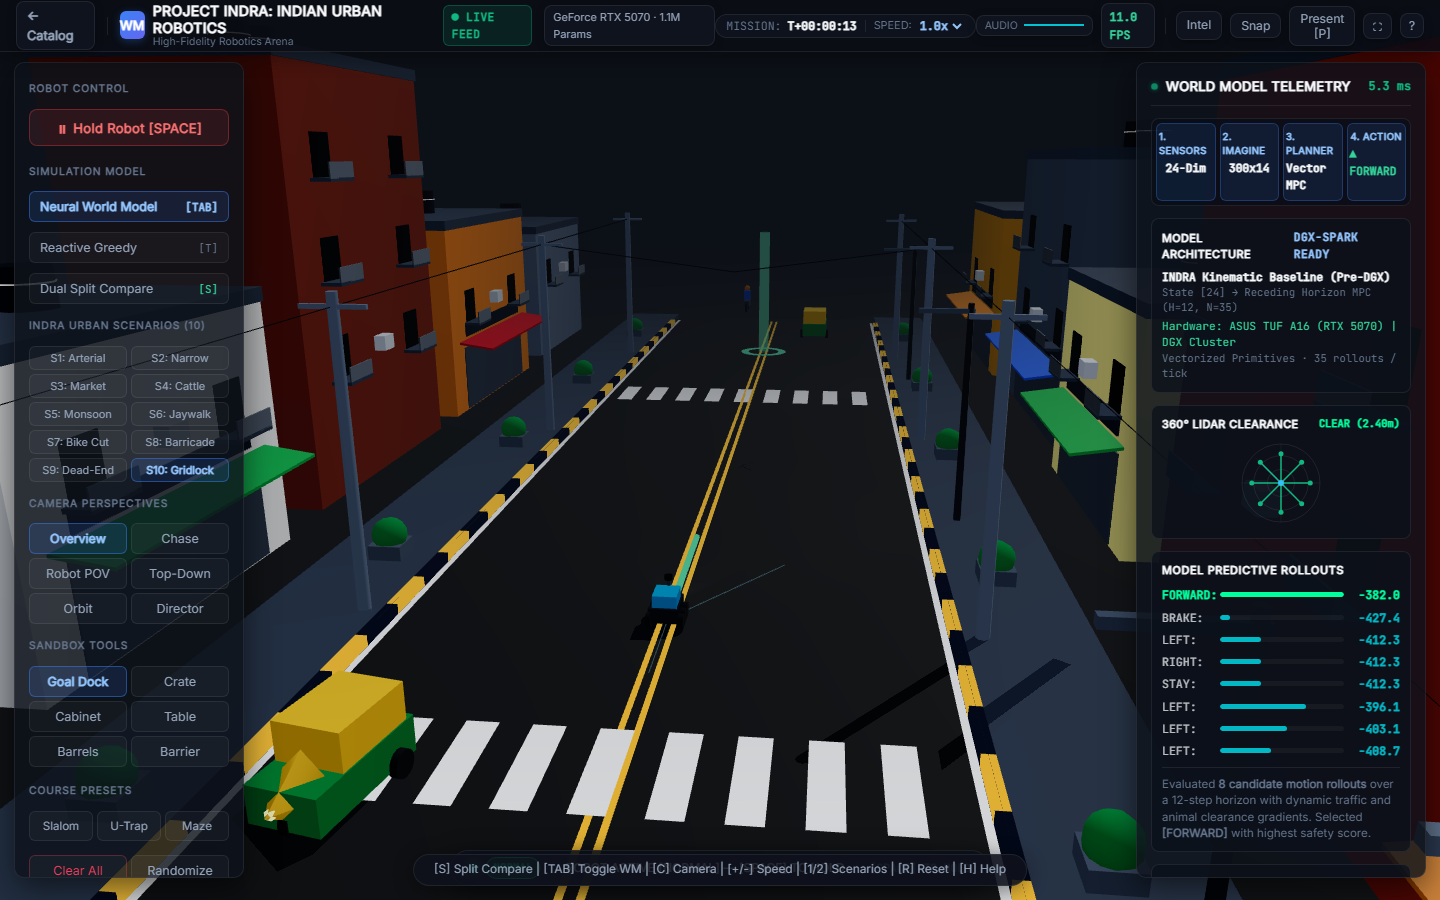 ←
Catalog
WM
PROJECT INDRA: INDIAN URBAN
ROBOTICS
High-Fidelity Robotics Arena
LIVE
FEED
GeForce RTX 5070 · 1.1M
Params
MISSION: T+00:00:13
SPEED: 1.0x
AUDIO
11.0
FPS
Intel
Snap
Present
[P]
?
ROBOT CONTROL
⏸ Hold Robot [SPACE]
SIMULATION MODEL
Neural World Model [TAB]
Reactive Greedy [T]
Dual Split Compare [S]
INDRA URBAN SCENARIOS (10)
S1: Arterial
S2: Narrow
S3: Market
S4: Cattle
S5: Monsoon
S6: Jaywalk
S7: Bike Cut
S8: Barricade
S9: Dead-End
S10: Gridlock
CAMERA PERSPECTIVES
Overview
Chase
Robot POV
Top-Down
Orbit
Director
SANDBOX TOOLS
Goal Dock
Crate
Cabinet
Table
Barrels
Barrier
COURSE PRESETS
Slalom
U-Trap
Maze
Clear All
Randomize
WORLD MODEL TELEMETRY 5.3 ms
1.
SENSORS
24-Dim
2.
IMAGINE
300x14
3.
PLANNER
Vector
MPC
4. ACTION
▲
FORWARD
MODEL
ARCHITECTURE
DGX-SPARK
READY
INDRA Kinematic Baseline (Pre-DGX)
State [24] → Receding Horizon MPC
(H=12, N=35)
Hardware: ASUS TUF A16 (RTX 5070) |
DGX Cluster
Vectorized Primitives · 35 rollouts /
tick
360° LIDAR CLEARANCE CLEAR (2.40m)
MODEL PREDICTIVE ROLLOUTS
FORWARD: -382.0
BRAKE: -427.4
LEFT: -412.3
RIGHT: -412.3
STAY: -412.3
LEFT: -396.1
LEFT: -403.1
LEFT: -408.7
Evaluated 8 candidate motion rollouts over
a 12-step horizon with dynamic traffic and
animal clearance gradients. Selected
[FORWARD] with highest safety score.
[S] Split Compare | [TAB] Toggle WM | [C] Camera | [+/-] Speed | [1/2] Scenarios | [R] Reset | [H] Help